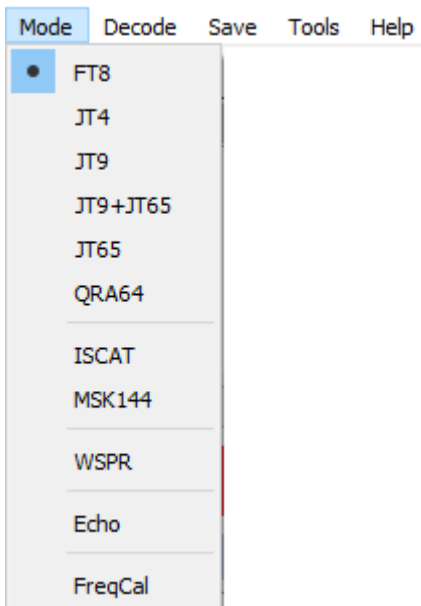 Mode Decode Save Tools Help
FT8
JT4
JT9
JT9+JT65
JT65
QRA64
ISCAT
MSK144
WSPR
Echo
FreqCal